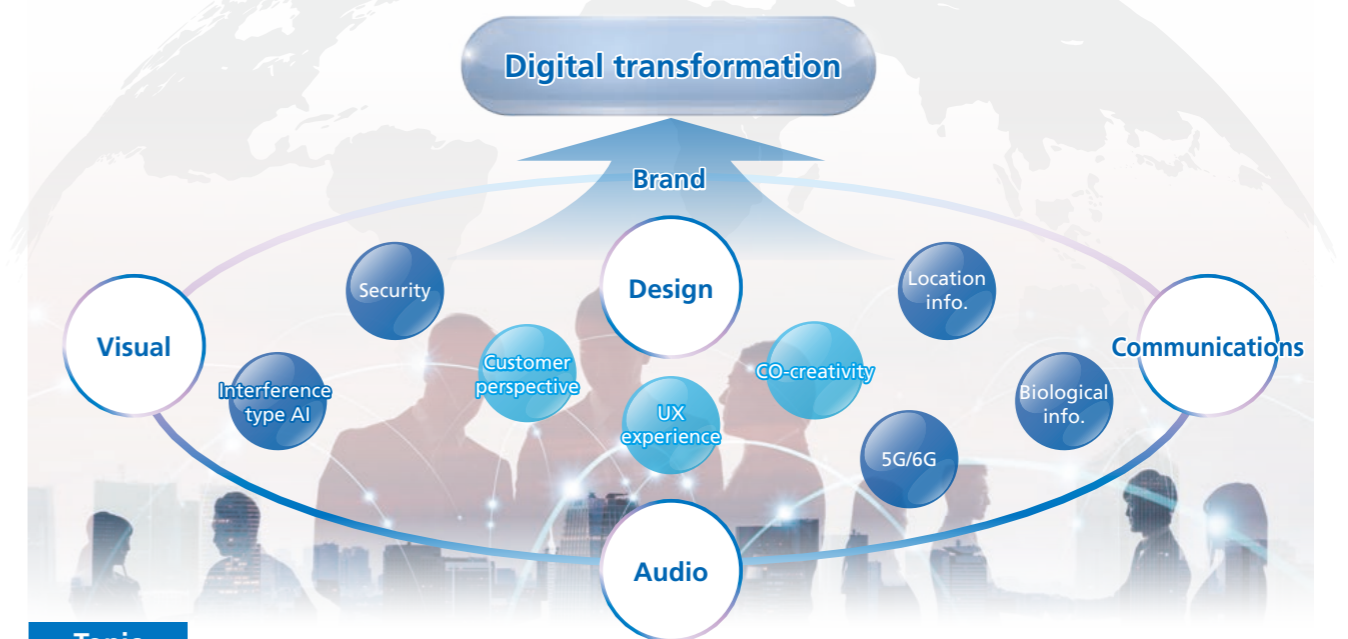 Digital transformation
Brand
Design
Security
Location
info.
Visual
Communications
Customer
perspective
CO-creativity
Interference
type AI
Biological
info.
UX
experience
5G/6G
Audio
Topic